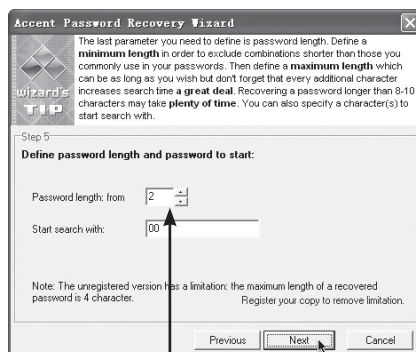 Accent Password Recovery Wizard
The last parameter you need to define is password length. Define a
minimum length in order to exclude combinations shorter than those you
commonly use in your passwords. Then define a maximum length which
can be as long as you wish but don't forget that every additional character
increases search time a great deal. Recovering a password longer than 8-10
characters may take plenty of time. You can also specify a character(s) to
start search with.
wizard's
TIP
Step 5
Define password length and password to start:
Password length: from 2
Start search with: 00
Note: The unregistered version has a limitation: the maximum length of a recovered
password is 4 character. Register your copy to remove limitation.
Previous Next Cancel